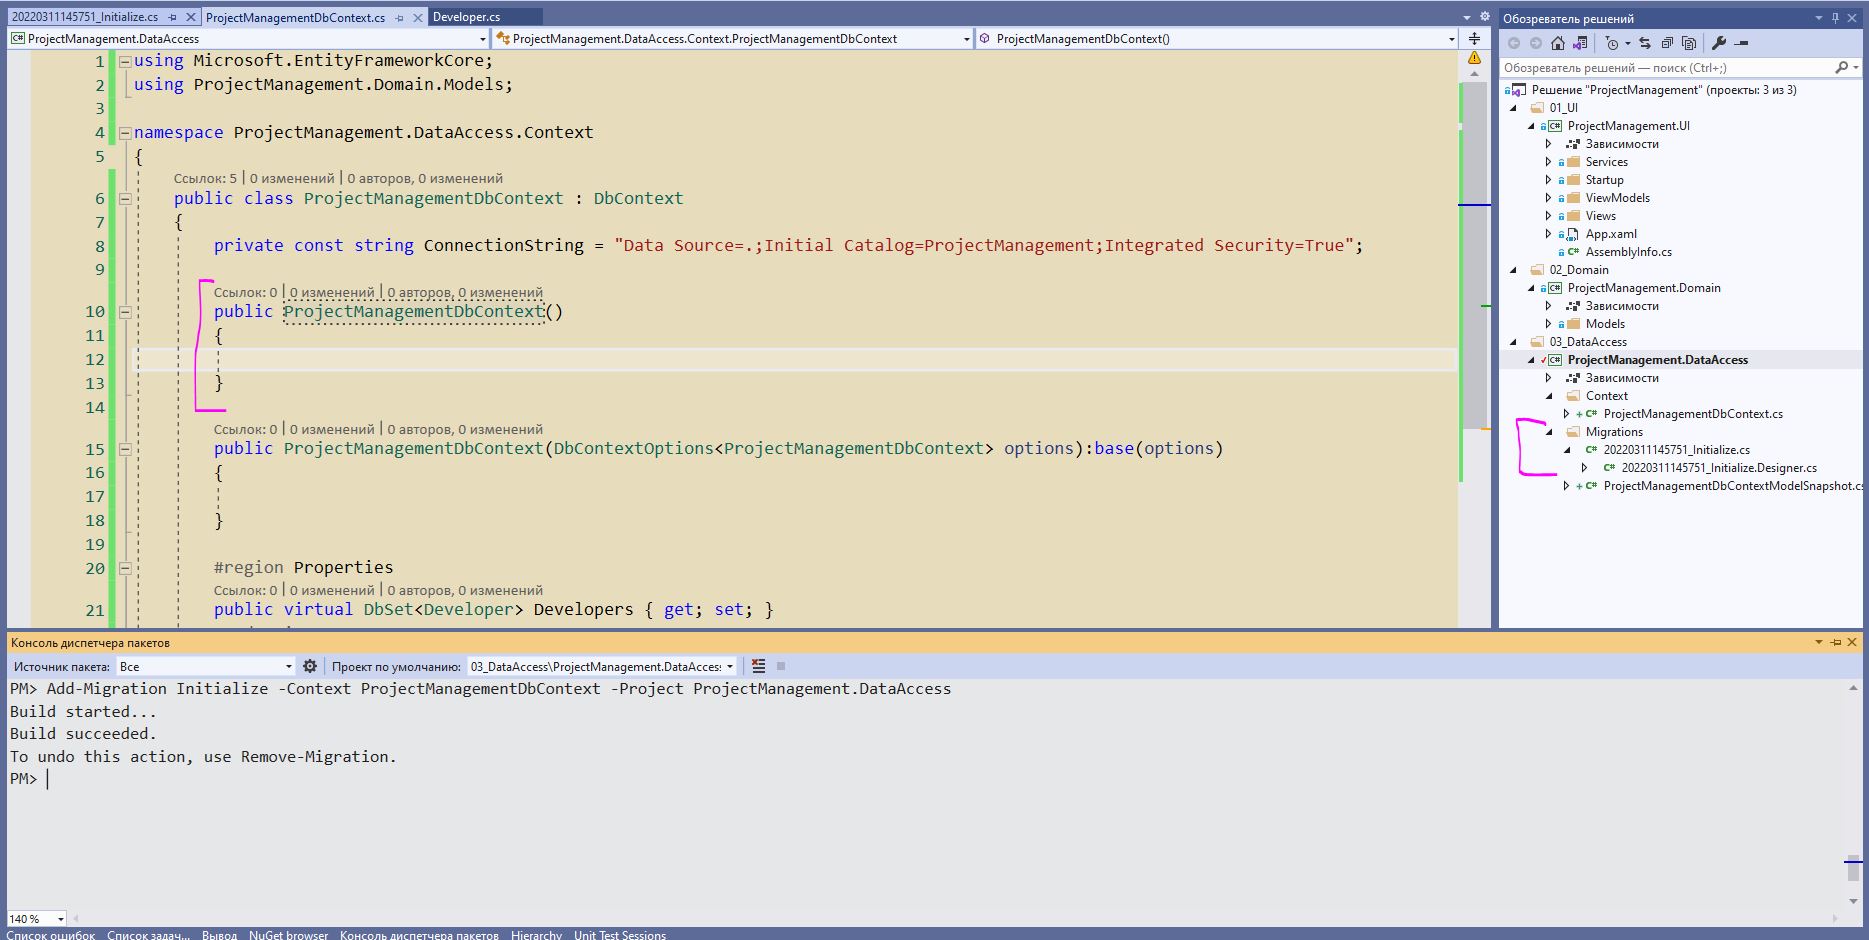 20220311145751_Initialize.cs
ProjectManagementDbContext.cs
Developer.cs
ProjectManagement.DataAccess
ProjectManagement.DataAccess.Context.ProjectManagementDbContext
ProjectManagementDbContext()
1 using Microsoft.EntityFrameworkCore;
2 using ProjectManagement.Domain.Models;
3
4 namespace ProjectManagement.DataAccess.Context
5 {
Ссылок: 5 | 0 изменений | 0 авторов, 0 изменений
6 public class ProjectManagementDbContext : DbContext
7 {
8 private const string ConnectionString = "Data Source=.;Initial Catalog=ProjectManagement;Integrated Security=True";
9
Ссылок: 0 | 0 изменений | 0 авторов, 0 изменений
10 public ProjectManagementDbContext()
11 {
12
13 }
14
Ссылок: 0 | 0 изменений | 0 авторов, 0 изменений
15 public ProjectManagementDbContext(DbContextOptions<ProjectManagementDbContext> options):base(options)
16 {
17
18 }
19
20 #region Properties
Ссылок: 0 | 0 изменений | 0 авторов, 0 изменений
21 public virtual DbSet<Developer> Developers { get; set; }
Обозреватель решений
Обозреватель решений — поиск (Ctrl+;)
Решение "ProjectManagement" (проекты: 3 из 3)
01_UI
C# ProjectManagement.UI
Зависимости
Services
Startup
ViewModels
Views
App.xaml
C# AssemblyInfo.cs
02_Domain
C# ProjectManagement.Domain
Зависимости
Models
03_DataAccess
C# ProjectManagement.DataAccess
Зависимости
Context
+ C# ProjectManagementDbContext.cs
Migrations
C# 20220311145751_Initialize.cs
C# 20220311145751_Initialize.Designer.cs
+ C# ProjectManagementDbContextModelSnapshot.cs
Консоль диспетчера пакетов
Источник пакета: Все
Проект по умолчанию: 03_DataAccess\ProjectManagement.DataAccess
PM> Add-Migration Initialize -Context ProjectManagementDbContext -Project ProjectManagement.DataAccess
Build started...
Build succeeded.
To undo this action, use Remove-Migration.
PM>
140 %
Список ошибок Список задач... Вывод NuGet browser Консоль диспетчера пакетов Hierarchy Unit Test Sessions